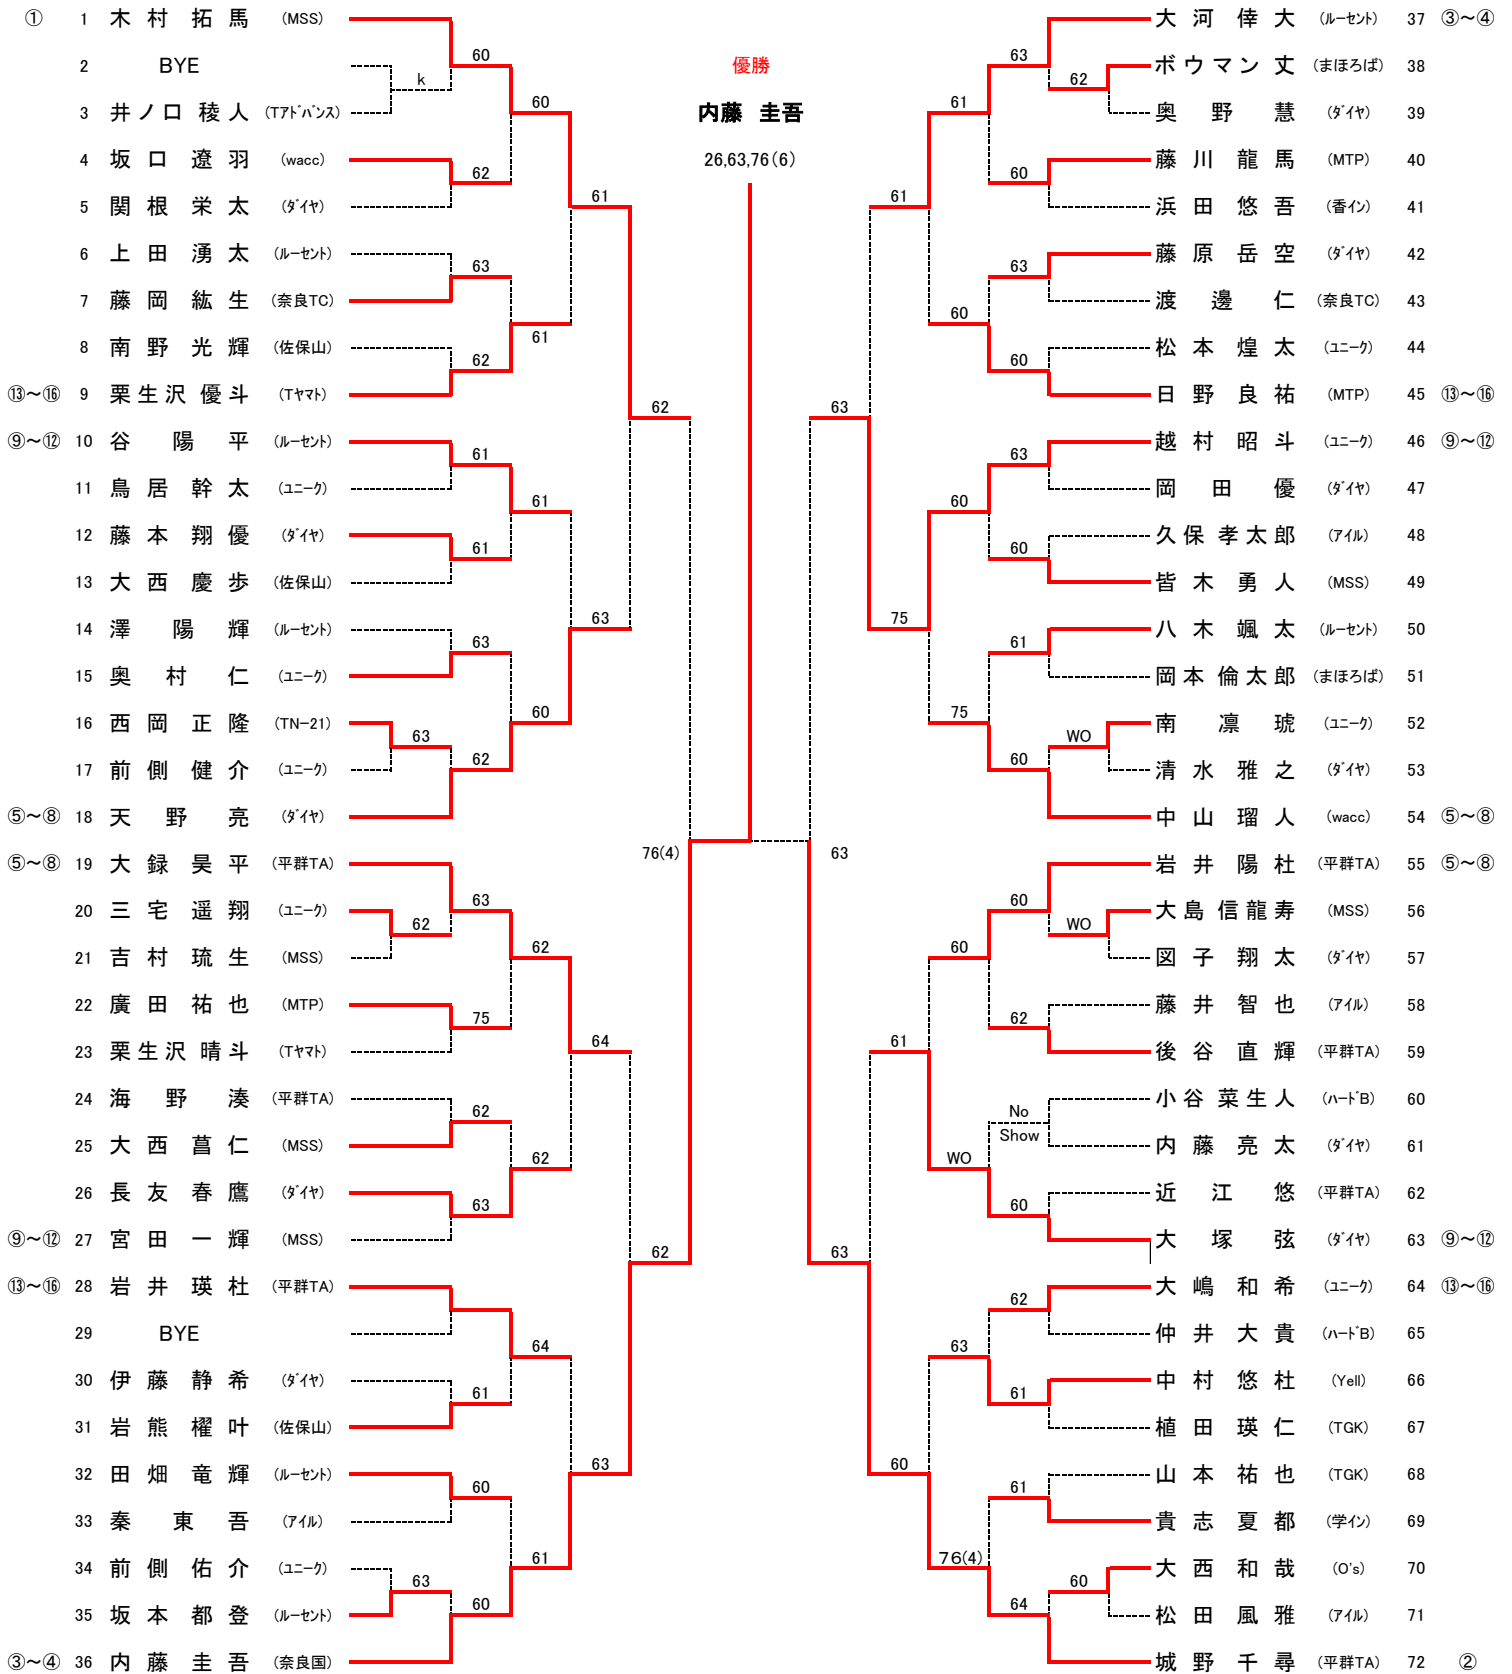 ① 1 木村拓馬 (MSS)
2 BYE
3 井ノ口稜人 (Tアドバンス)
4 坂口遼羽 (wacc)
5 関根栄太 (ダイヤ)
6 上田湧太 (ルーセント)
7 藤岡紘生 (奈良TC)
8 南野光輝 (佐保山)
⑬～⑯ 9 栗生沢優斗 (Tヤマト)
⑨～⑫ 10 谷陽平 (ルーセント)
11 鳥居幹太 (ユニーク)
12 藤本翔優 (ダイヤ)
13 大西慶歩 (佐保山)
14 澤陽輝 (ルーセント)
15 奥村仁 (ユニーク)
16 西岡正隆 (TN-21)
17 前側健介 (ユニーク)
⑤～⑧ 18 天野亮 (ダイヤ)
⑤～⑧ 19 大録昊平 (平群TA)
20 三宅遥翔 (ユニーク)
21 吉村琉生 (MSS)
22 廣田祐也 (MTP)
23 栗生沢晴斗 (Tヤマト)
24 海野湊 (平群TA)
25 大西菖仁 (MSS)
26 長友春鷹 (ダイヤ)
⑨～⑫ 27 宮田一輝 (MSS)
⑬～⑯ 28 岩井瑛杜 (平群TA)
29 BYE
30 伊藤静希 (ダイヤ)
31 岩熊櫂叶 (佐保山)
32 田畑竜輝 (ルーセント)
33 秦東吾 (アイル)
34 前側佑介 (ユニーク)
35 坂本都登 (ルーセント)
③～④ 36 内藤圭吾 (奈良国)
60
k
62
63
62
61
61
63
63
62
63
62
75
62
63
61
60
63
60
60
61
61
60
62
62
64
61
61
63
64
63
62
62
76(4)
優勝
内藤 圭吾
26,63,76(6)
63
63
63
61
75
61
60
61
60
60
75
60
WO
63
76(4)
63
62
60
63
60
63
60
61
WO
60
60
WO
62
No
Show
60
62
61
61
60
64
大河倖大 (ルーセント) 37 ③～④
ボウマン丈 (まほろば) 38
奥野慧 (ダイヤ) 39
藤川龍馬 (MTP) 40
浜田悠吾 (香イン) 41
藤原岳空 (ダイヤ) 42
渡邊仁 (奈良TC) 43
松本煌太 (ユニーク) 44
日野良祐 (MTP) 45 ⑬～⑯
越村昭斗 (ユニーク) 46 ⑨～⑫
岡田優 (ダイヤ) 47
久保孝太郎 (アイル) 48
皆木勇人 (MSS) 49
八木颯太 (ルーセント) 50
岡本倫太郎 (まほろば) 51
南凛琥 (ユニーク) 52
清水雅之 (ダイヤ) 53
中山瑠人 (wacc) 54 ⑤～⑧
岩井陽杜 (平群TA) 55 ⑤～⑧
大島信龍寿 (MSS) 56
図子翔太 (ダイヤ) 57
藤井智也 (アイル) 58
後谷直輝 (平群TA) 59
小谷菜生人 (ハードB) 60
内藤亮太 (ダイヤ) 61
近江悠 (平群TA) 62
大塚弦 (ダイヤ) 63 ⑨～⑫
大嶋和希 (ユニーク) 64 ⑬～⑯
仲井大貴 (ハードB) 65
中村悠杜 (Yell) 66
植田瑛仁 (TGK) 67
山本祐也 (TGK) 68
貴志夏都 (学イン) 69
大西和哉 (O's) 70
松田風雅 (アイル) 71
城野千尋 (平群TA) 72 ②